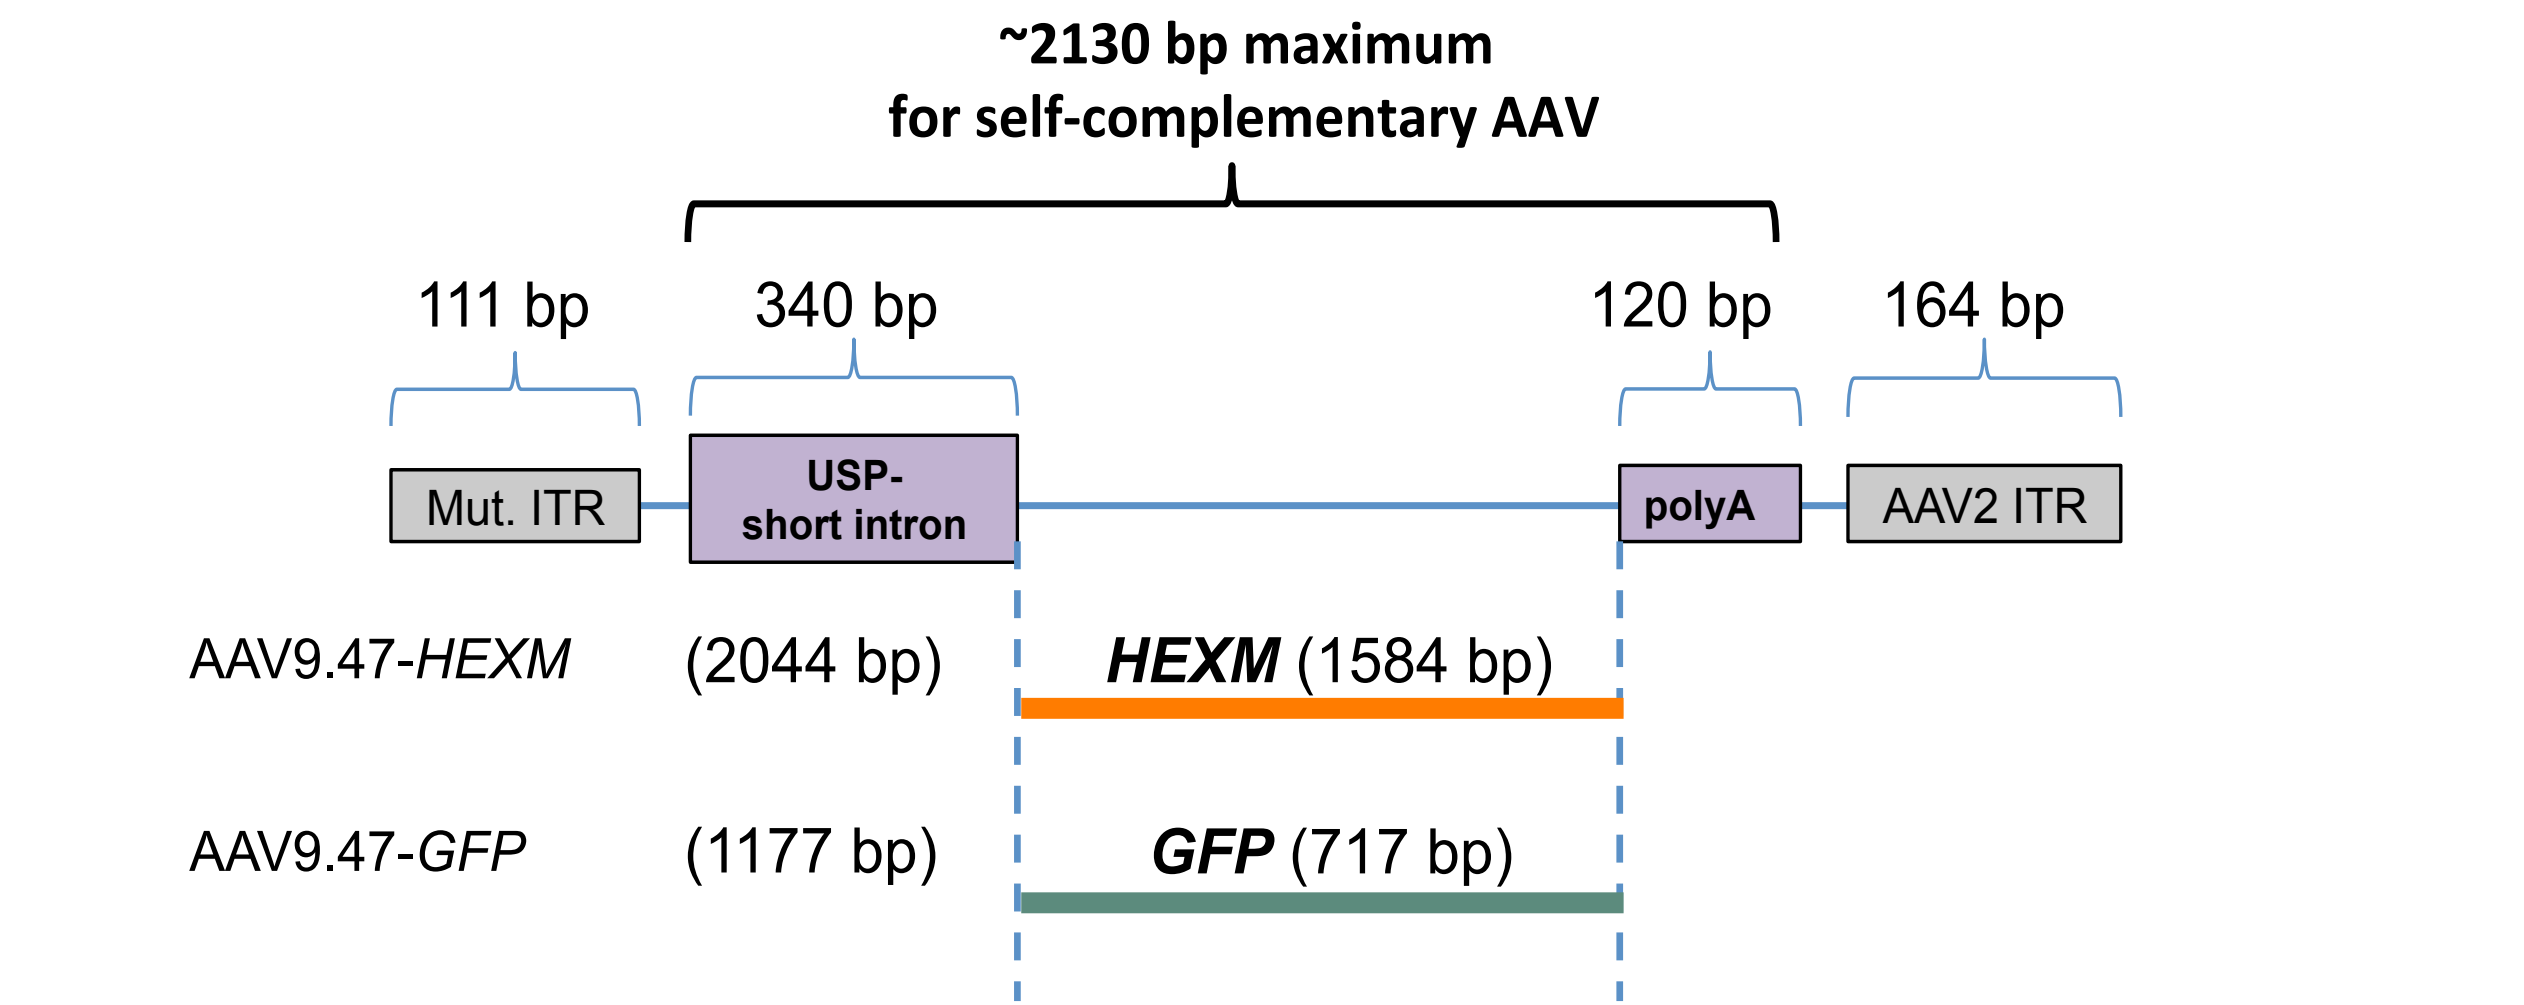 ~2130 bp maximum
for self-complementary AAV
111 bp
340 bp
120 bp
164 bp
Mut. ITR
USP-
short intron
polyA
AAV2 ITR
AAV9.47-HEXM (2044 bp) HEXM (1584 bp)
AAV9.47-GFP (1177 bp) GFP (717 bp)